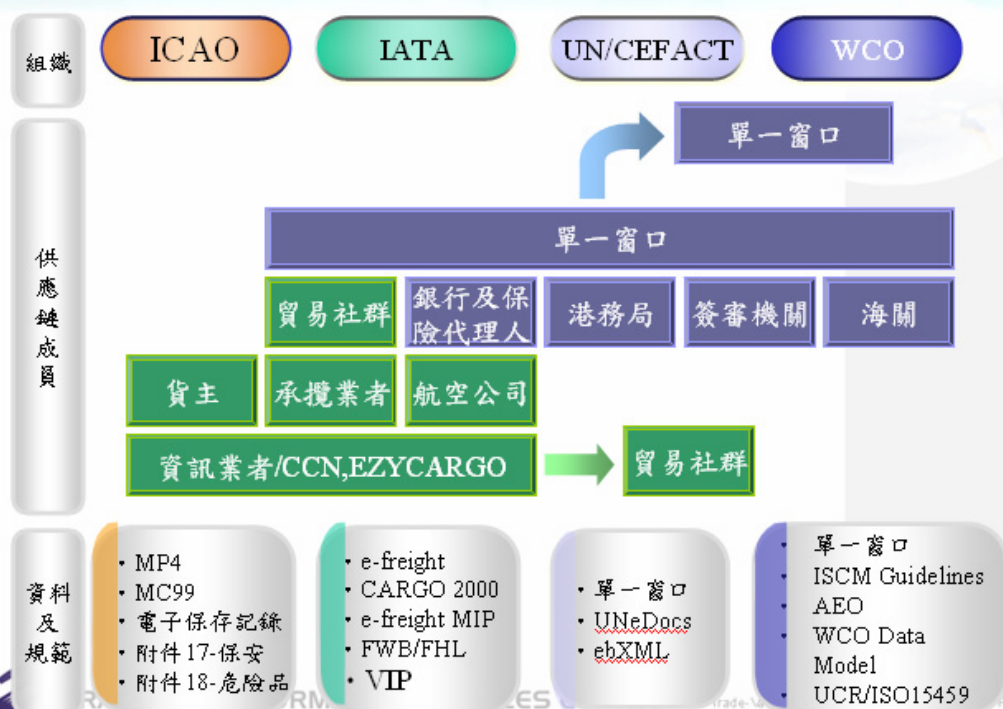 組織
ICAO
IATA
UN/CEFACT
WCO
供應鏈成員
單一窗口
單一窗口
貿易社群
銀行及保
險代理人
港務局
簽審機關
海關
貨主
承攬業者
航空公司
資訊業者/CCN,EZYCARGO
貿易社群
資料
及
規範
· MP4
· MC99
· 電子保存記錄
· 附件17-保安
· 附件18-危險品
· e-freight
· CARGO 2000
· e-freight MIP
· FWB/FHL
· VIP
· 單一窗口
· UNeDocs
· ebXML
· 單一窗口
· ISCM Guidelines
· AEO
· WCO Data
Model
· UCR/ISO15459